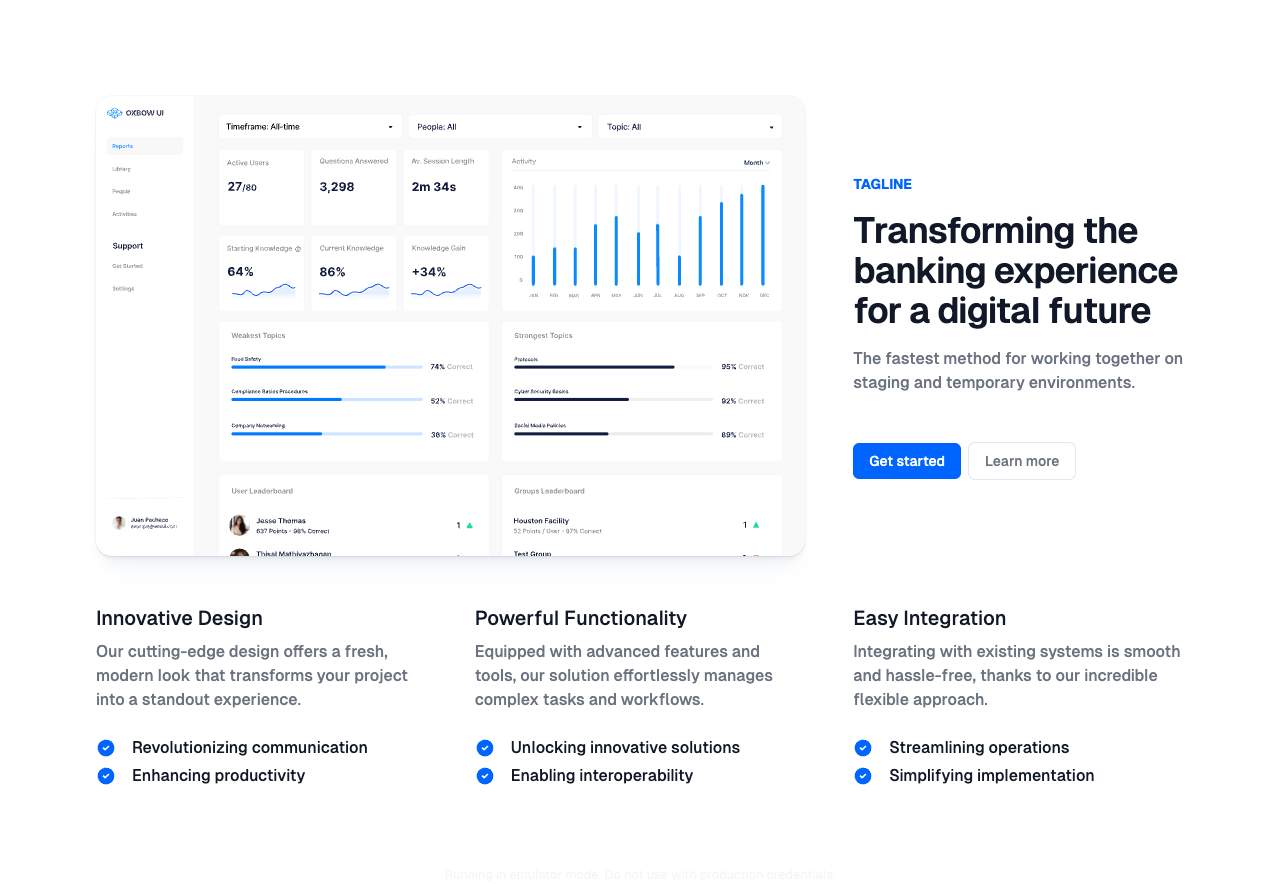 OXBOW UI
Reports
Library
People
Activities
Support
Get Started
Settings
Juan Pacheco
Timeframe: All-time
People: All
Topic: All
Active Users
27/80
Questions Answered
3,298
Av. Session Length
2m 34s
Starting Knowledge
64%
Current Knowledge
86%
Knowledge Gain
+34%
Activity
Month
400
300
200
100
JAN FEB MAR APR MAY JUN JUL AUG SEP OCT NOV DEC
Weakest Topics
Food Safety
74% Correct
Compliance Basics Procedures
52% Correct
Company Networking
36% Correct
Strongest Topics
Protocols
95% Correct
Cyber Security Basics
92% Correct
Social Media Policies
89% Correct
User Leaderboard
Jesse Thomas
637 Points - 98% Correct
1
Thisal Mathiyazhagan
Groups Leaderboard
Houston Facility
52 Points / User - 97% Correct
1
Test Group
TAGLINE
Transforming the
banking experience
for a digital future
The fastest method for working together on
staging and temporary environments.
Get started
Learn more
Innovative Design
Our cutting-edge design offers a fresh,
modern look that transforms your project
into a standout experience.
Revolutionizing communication
Enhancing productivity
Powerful Functionality
Equipped with advanced features and
tools, our solution effortlessly manages
complex tasks and workflows.
Unlocking innovative solutions
Enabling interoperability
Easy Integration
Integrating with existing systems is smooth
and hassle-free, thanks to our incredible
flexible approach.
Streamlining operations
Simplifying implementation
Running in emulator mode. Do not use with production credentials.